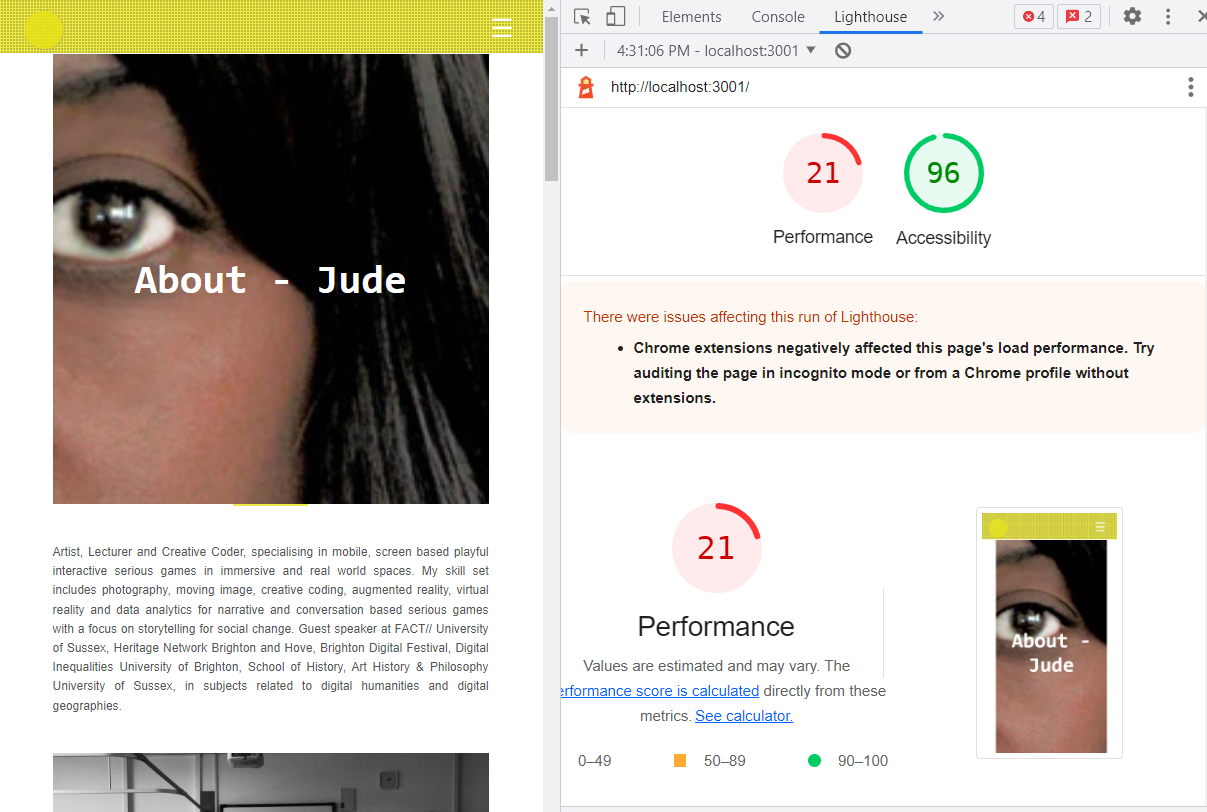 About - Jude
Artist, Lecturer and Creative Coder, specialising in mobile, screen based playful
interactive serious games in immersive and real world spaces. My skill set
includes photography, moving image, creative coding, augmented reality, virtual
reality and data analytics for narrative and conversation based serious games
with a focus on storytelling for social change. Guest speaker at FACT// University
of Sussex, Heritage Network Brighton and Hove, Brighton Digital Festival, Digital
Inequalities University of Brighton, School of History, Art History & Philosophy
University of Sussex, in subjects related to digital humanities and digital
geographies.
Elements Console Lighthouse 4 2
4:31:06 PM - localhost:3001
http://localhost:3001/
21 96
Performance Accessibility
There were issues affecting this run of Lighthouse:
Chrome extensions negatively affected this page's load performance. Try
auditing the page in incognito mode or from a Chrome profile without
extensions.
21
Performance
Values are estimated and may vary. The
erformance score is calculated directly from these
metrics. See calculator.
0–49 50–89 90–100
About -
Jude